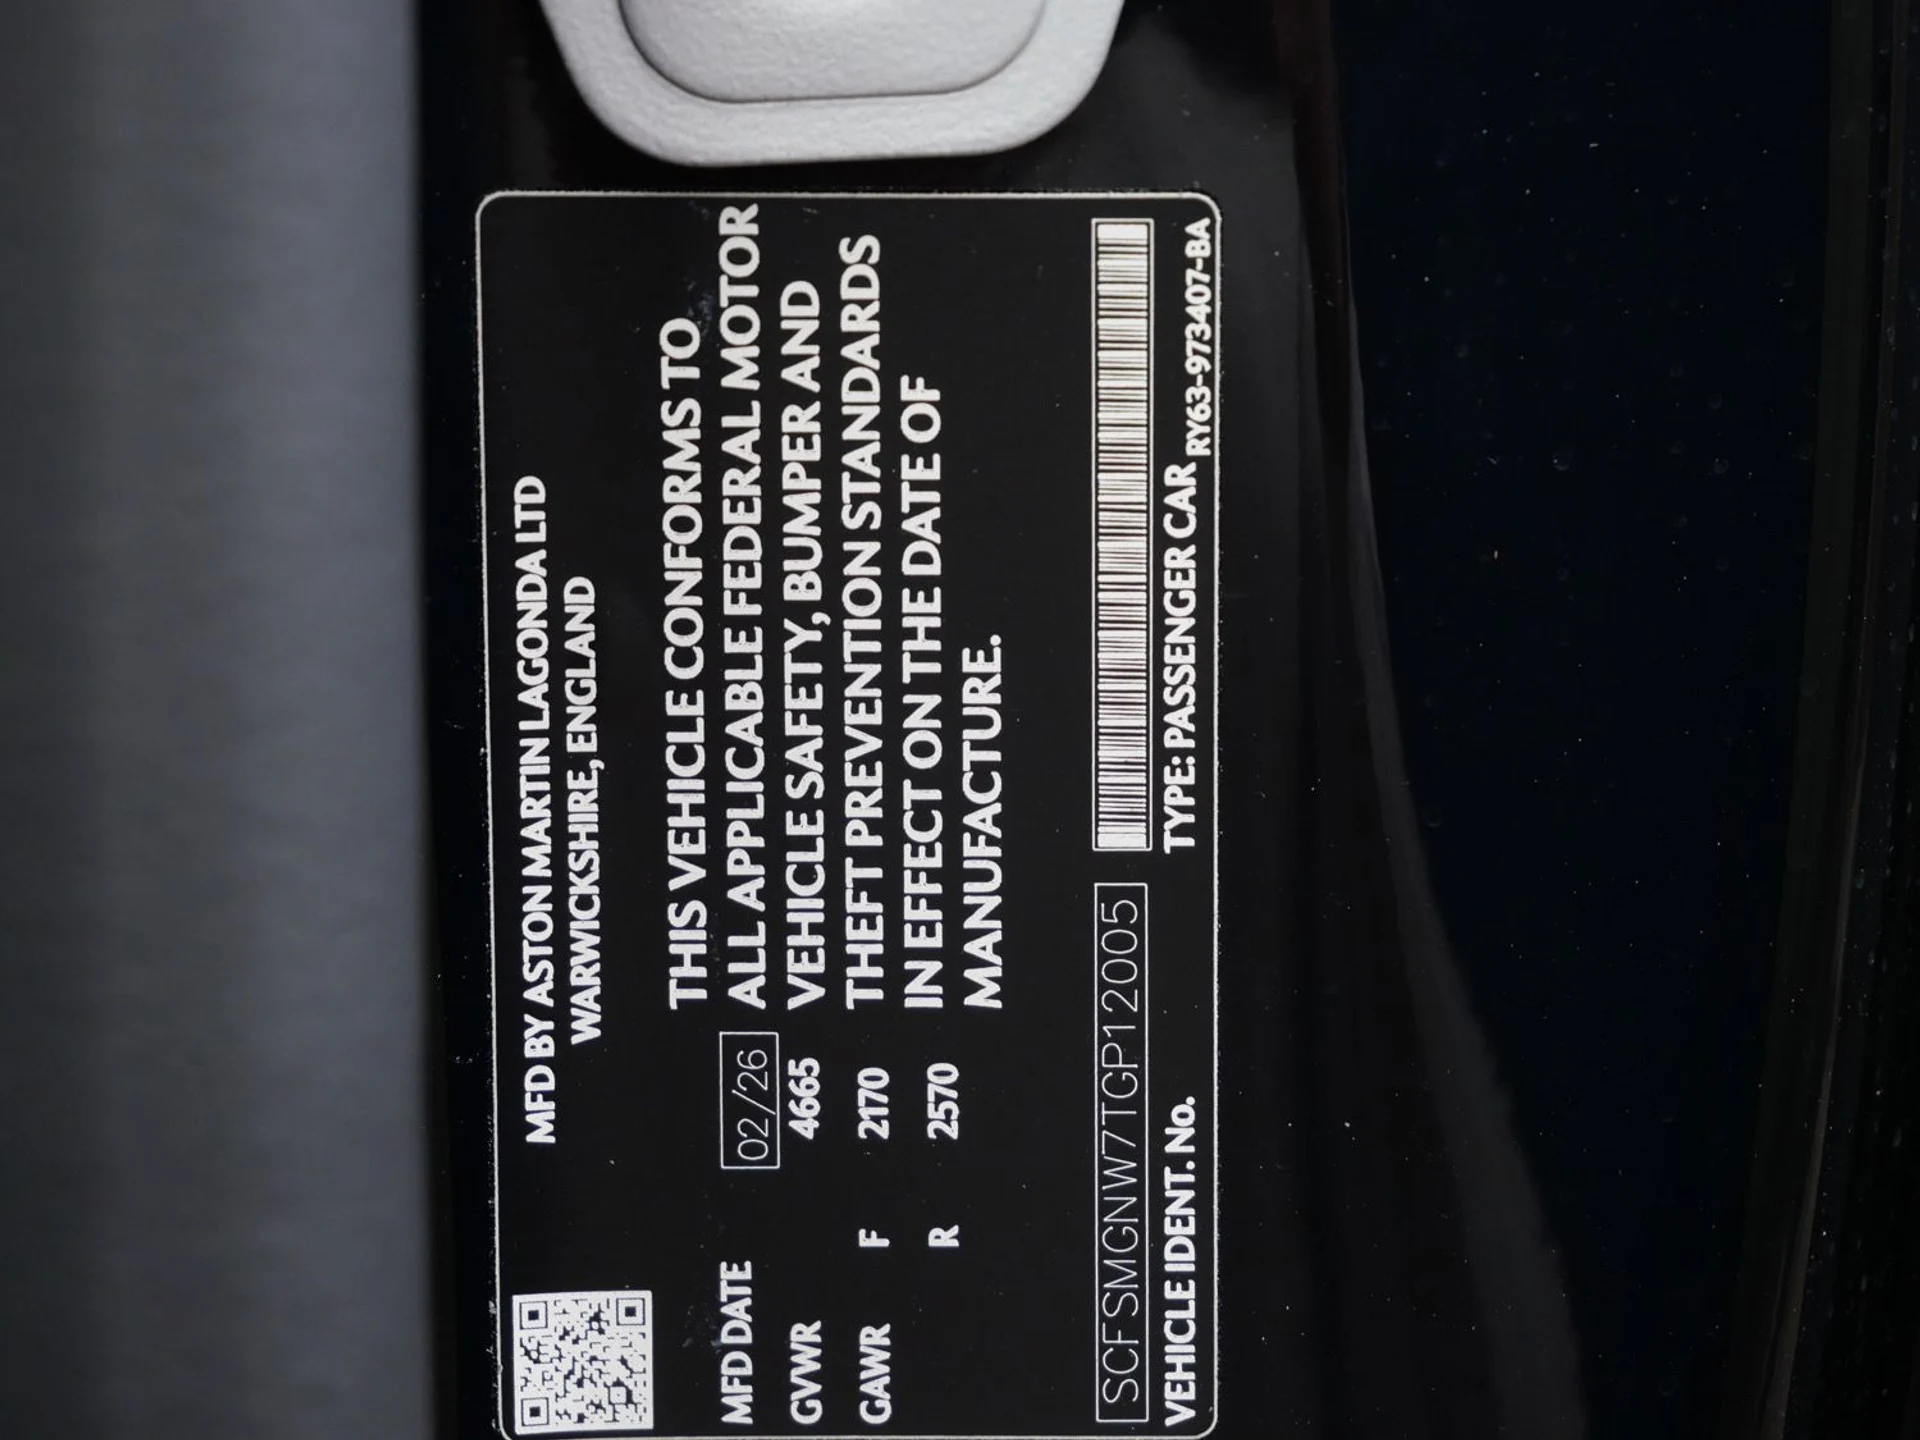 MFD BY ASTON MARTIN LAGONDA LTD
WARWICKSHIRE, ENGLAND
MFD DATE 02/26
GVWR 4665
GAWR F 2170
R 2570
THIS VEHICLE CONFORMS TO
ALL APPLICABLE FEDERAL MOTOR
VEHICLE SAFETY, BUMPER AND
THEFT PREVENTION STANDARDS
IN EFFECT ON THE DATE OF
MANUFACTURE.
SCFSMGNW7TGP12005
VEHICLE IDENT. No.
TYPE: PASSENGER CAR
RY63-973407-BA